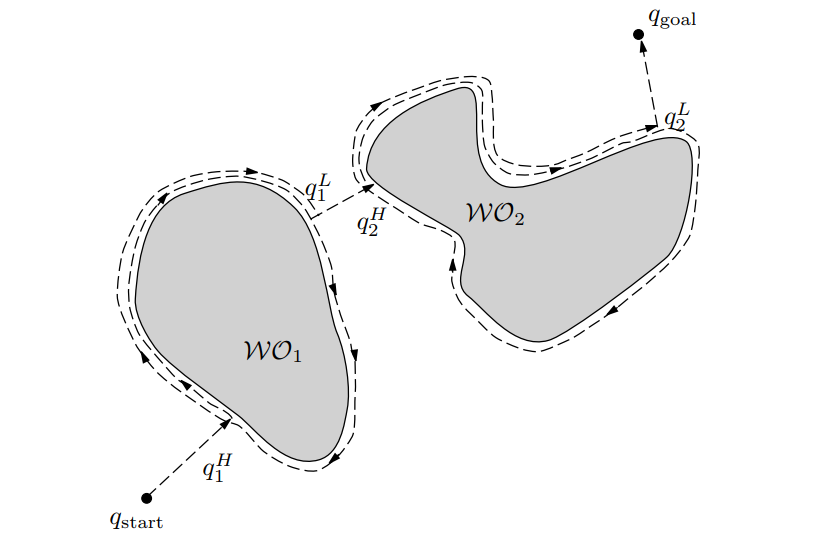 q_goal
q_2^L
q_1^L
q_2^H
𝒲𝒪_2
𝒲𝒪_1
q_1^H
q_start